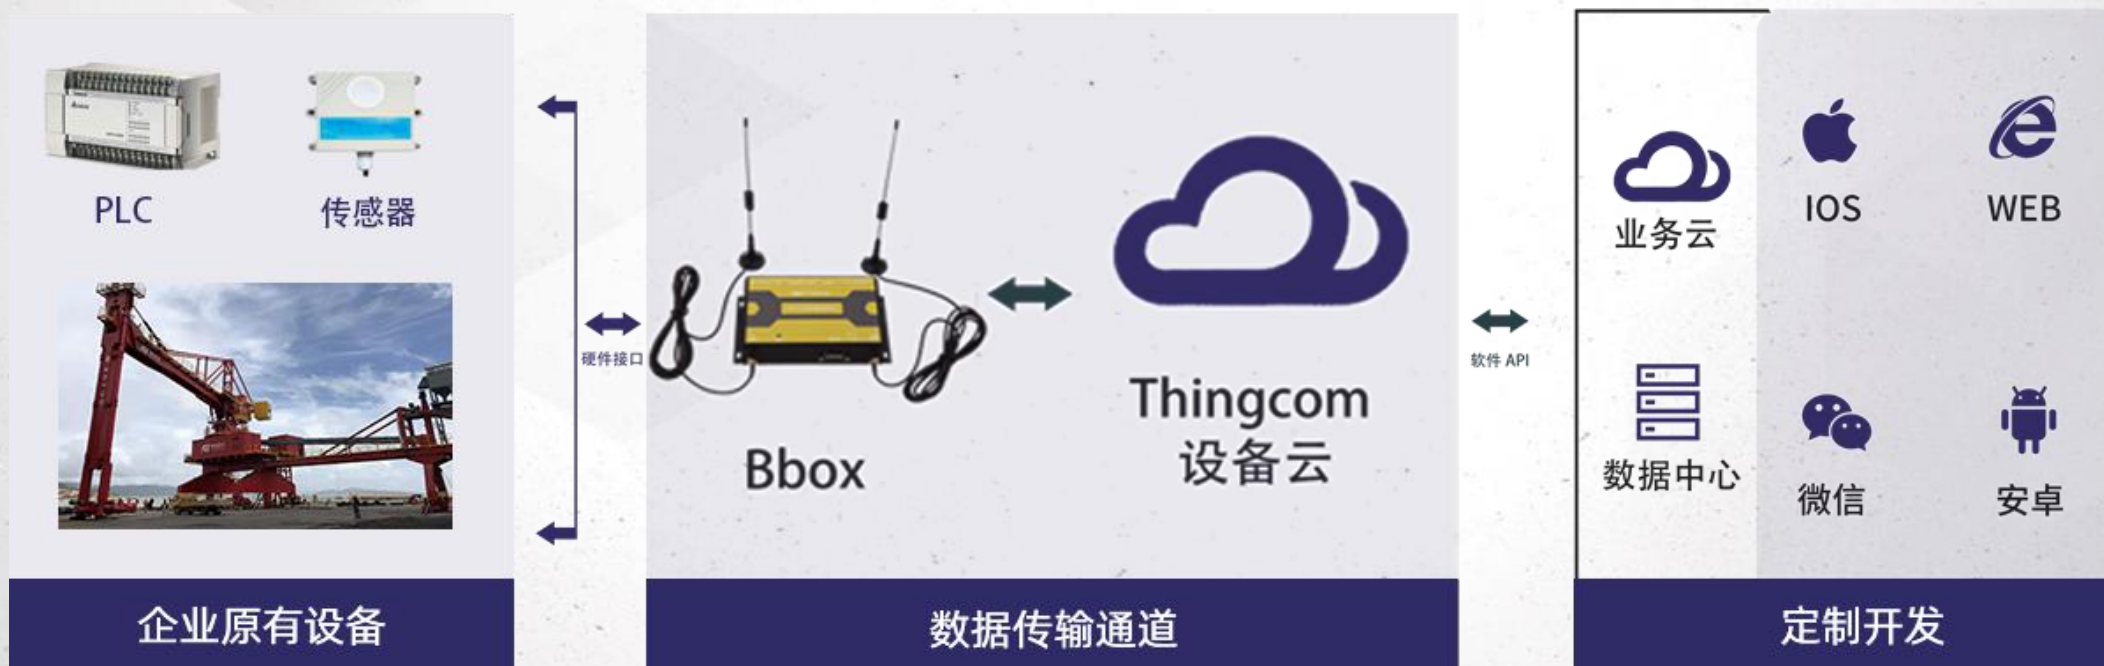 PLC
传感器
企业原有设备
硬件接口
Bbox
Thingcom
设备云
数据传输通道
软件 API
业务云
IOS
WEB
数据中心
微信
安卓
定制开发